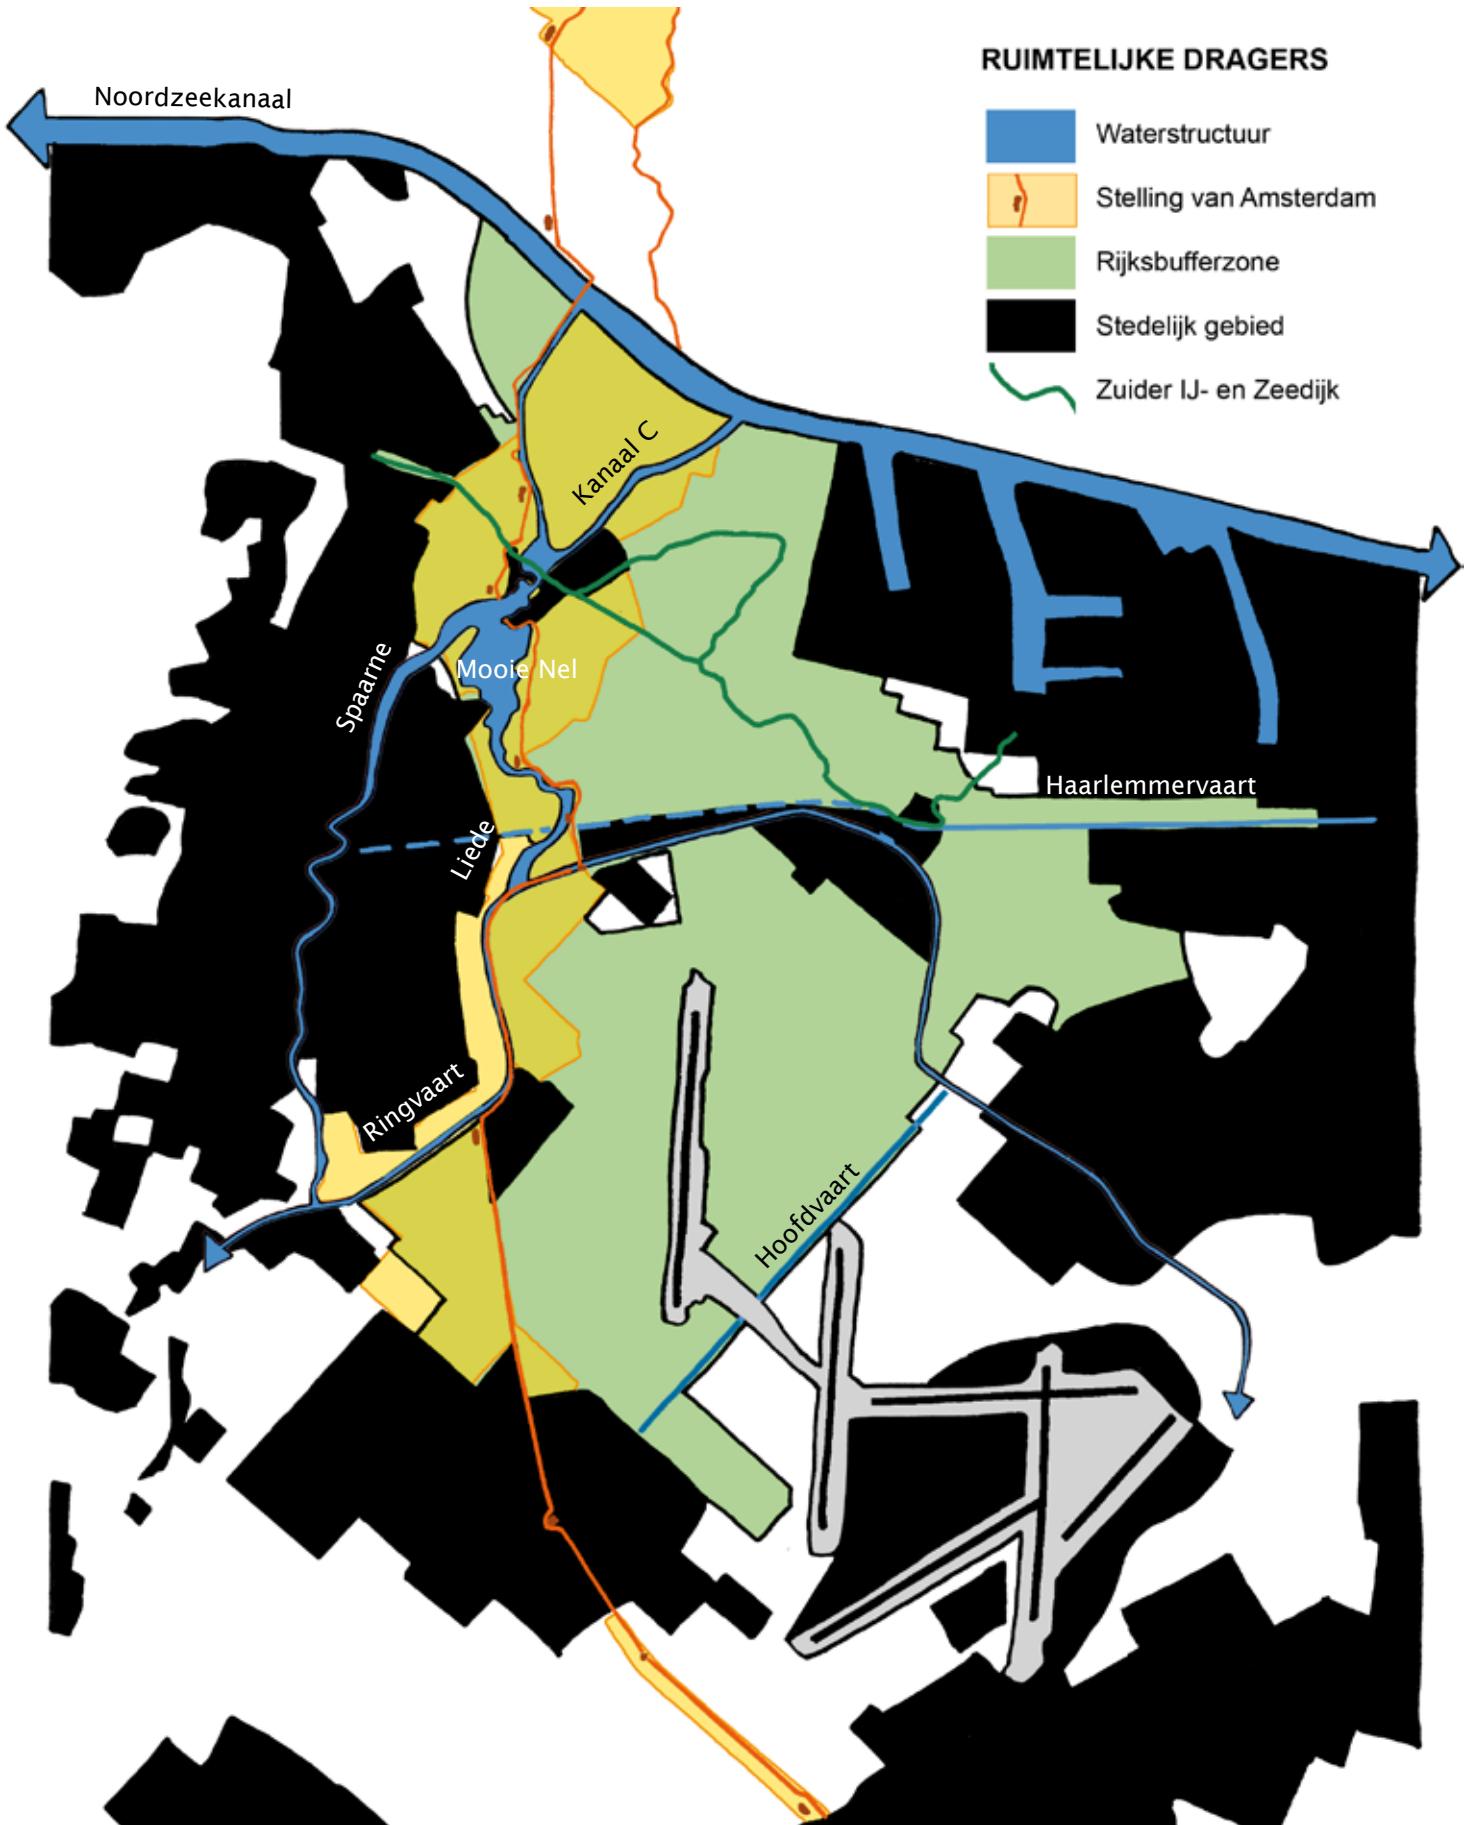 RUIMTELIJKE DRAGERS
Noordzeekanaal
Waterstructuur
Stelling van Amsterdam
Rijksbufferzone
Stedelijk gebied
Zuider IJ- en Zeedijk
Kanaal C
Spaarne
Mooie Nel
Haarlemmervaart
Liede
Ringvaart
Hoofdvaart